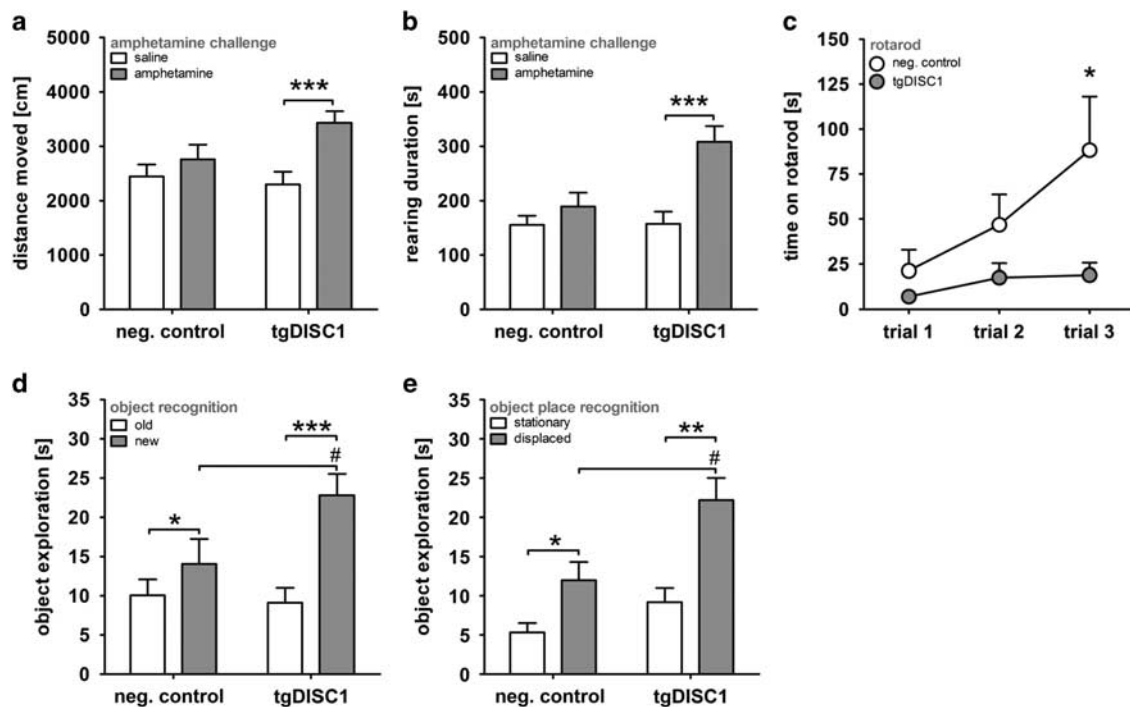 a
amphetamine challenge
saline
amphetamine
distance moved [cm]
5000
4000
3000
2000
1000
0
***
neg. control
tgDISC1
b
amphetamine challenge
saline
amphetamine
rearing duration [s]
500
400
300
200
100
0
***
neg. control
tgDISC1
c
rotarod
neg. control
tgDISC1
time on rotarod [s]
150
125
100
75
50
25
0
*
trial 1
trial 2
trial 3
d
object recognition
old
new
object exploration [s]
35
30
25
20
15
10
5
0
*
***
#
neg. control
tgDISC1
e
object place recognition
stationary
displaced
object exploration [s]
35
30
25
20
15
10
5
0
*
**
#
neg. control
tgDISC1